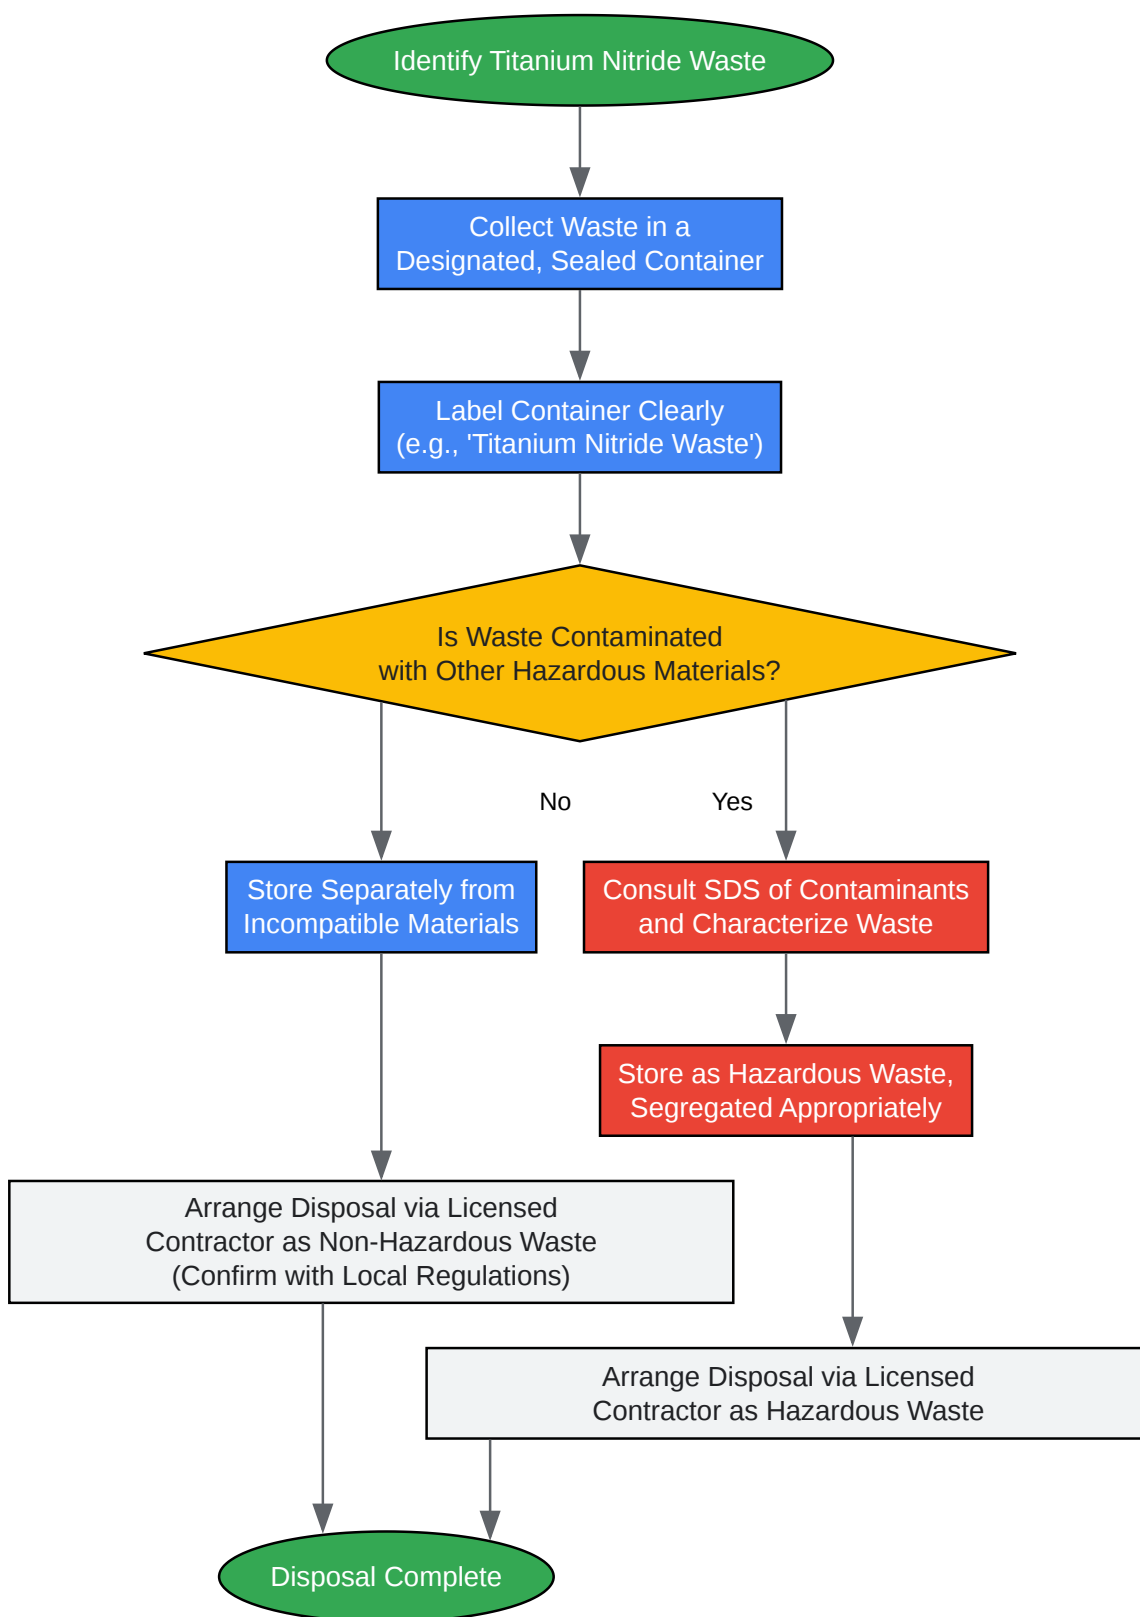 Identify Titanium Nitride Waste
Collect Waste in a
Designated, Sealed Container
Label Container Clearly
(e.g., 'Titanium Nitride Waste')
Is Waste Contaminated
with Other Hazardous Materials?
No
Yes
Store Separately from
Incompatible Materials
Consult SDS of Contaminants
and Characterize Waste
Store as Hazardous Waste,
Segregated Appropriately
Arrange Disposal via Licensed
Contractor as Non-Hazardous Waste
(Confirm with Local Regulations)
Arrange Disposal via Licensed
Contractor as Hazardous Waste
Disposal Complete